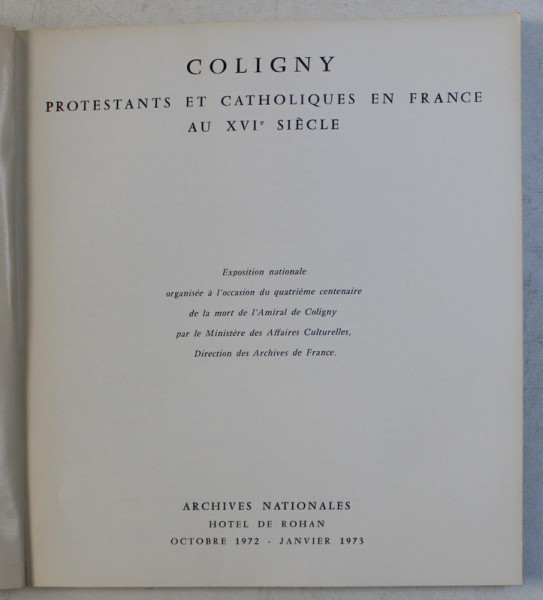 COLIGNY
PROTESTANTS ET CATHOLIQUES EN FRANCE
AU XVIe SIÈCLE
Exposition nationale
organisée à l'occasion du quatrième centenaire
de la mort de l'Amiral de Coligny
par le Ministère des Affaires Culturelles,
Direction des Archives de France.
ARCHIVES NATIONALES
HOTEL DE ROHAN
OCTOBRE 1972 - JANVIER 1973